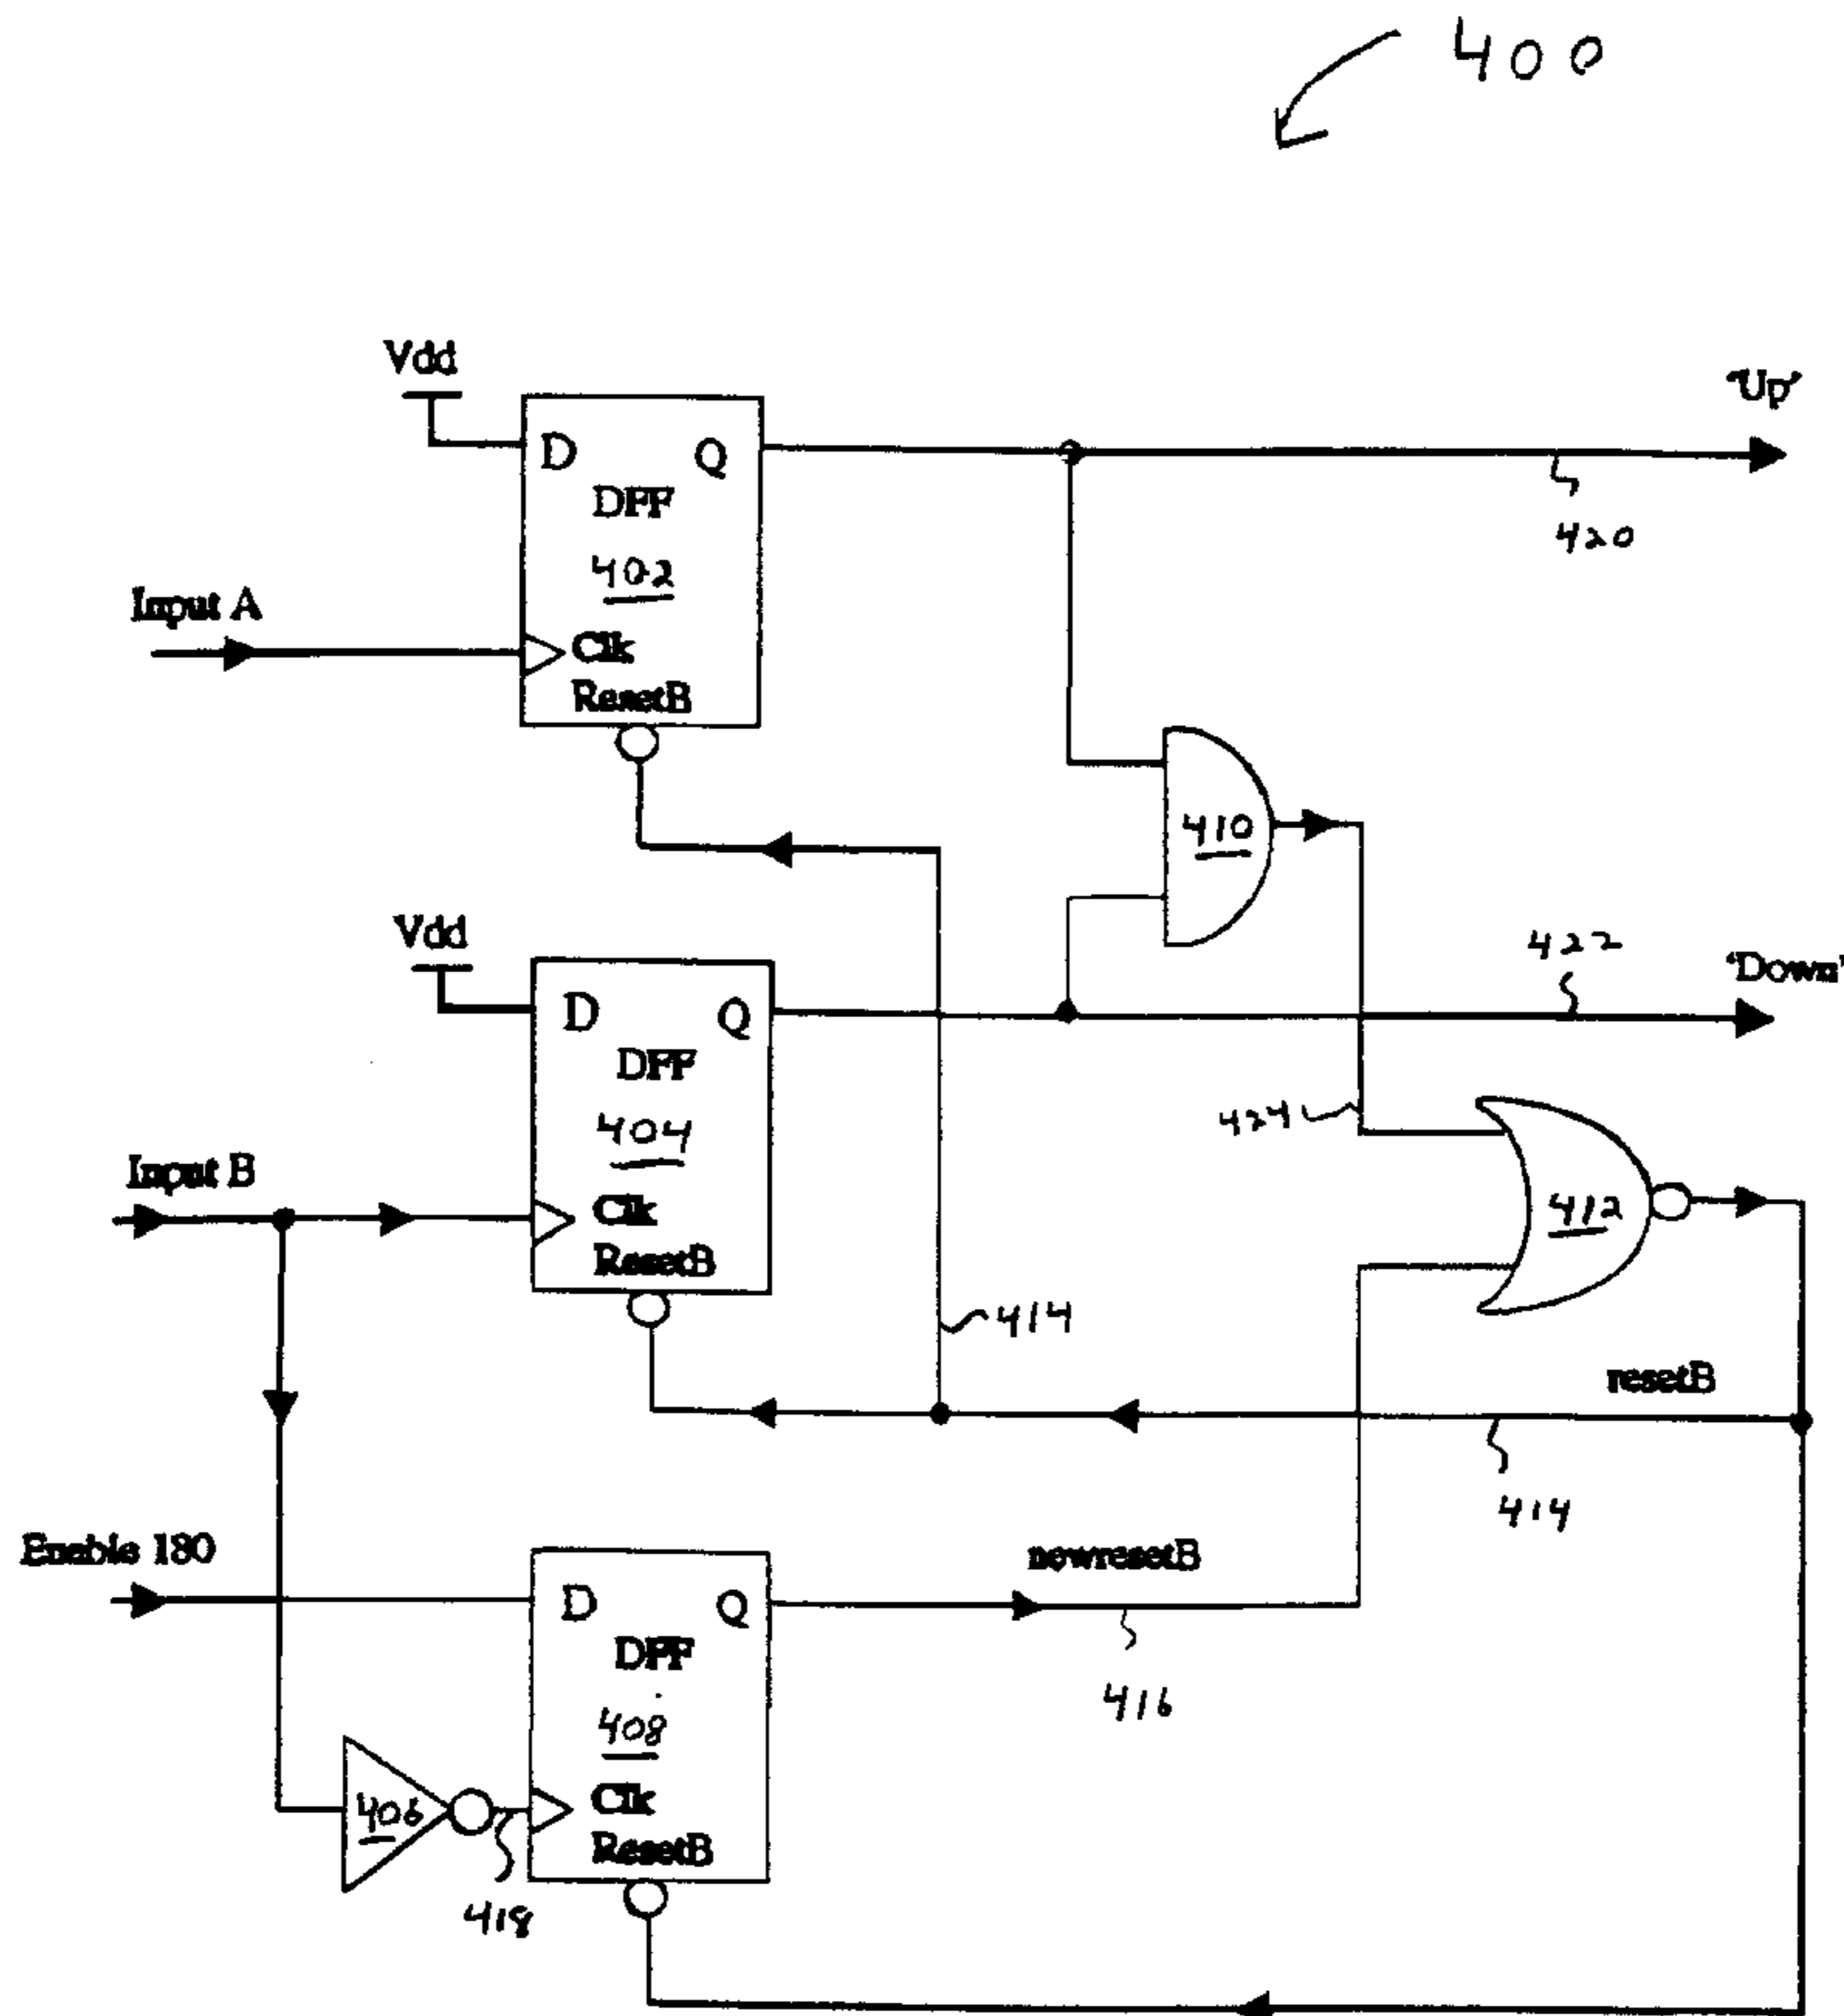 400
Vdd
'Up'
D
Q
DFF
420
402
Input A
Clk
ResetB
410
422
Vdd
'Down'
D
Q
DFF
424
404
Input B
412
Clk
ResetB
414
resetB
414
Enable 180
newresetB
D
Q
DFF
416
408
406
Clk
ResetB
418